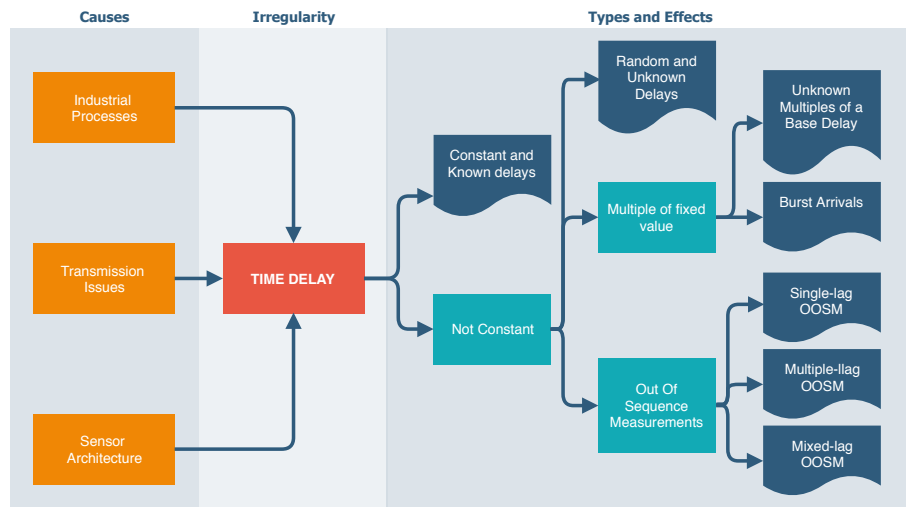 Causes
Irregularity
Types and Effects
Industrial
Processes
Transmission
Issues
Sensor
Architecture
TIME DELAY
Constant and
Known delays
Not Constant
Random and
Unknown
Delays
Multiple of fixed
value
Out Of
Sequence
Measurements
Unknown
Multiples of a
Base Delay
Burst Arrivals
Single-lag
OOSM
Multiple-llag
OOSM
Mixed-lag
OOSM